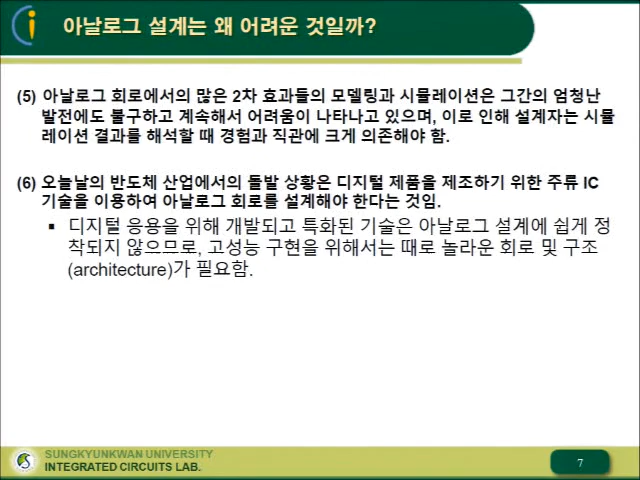 아날로그 설계는 왜 어려운 것일까?
(5) 아날로그 회로에서의 많은 2차 효과들의 모델링과 시뮬레이션은 그간의 엄청난
발전에도 불구하고 계속해서 어려움이 나타나고 있으며, 이로 인해 설계자는 시뮬
레이션 결과를 해석할 때 경험과 직관에 크게 의존해야 함.
(6) 오늘날의 반도체 산업에서의 돌발 상황은 디지털 제품을 제조하기 위한 주류 IC
기술을 이용하여 아날로그 회로를 설계해야 한다는 것임.
▪ 디지털 응용을 위해 개발되고 특화된 기술은 아날로그 설계에 쉽게 정
착되지 않으므로, 고성능 구현을 위해서는 때로 놀라운 회로 및 구조
(architecture)가 필요함.
SUNGKYUNKWAN UNIVERSITY
INTEGRATED CIRCUITS LAB.
7